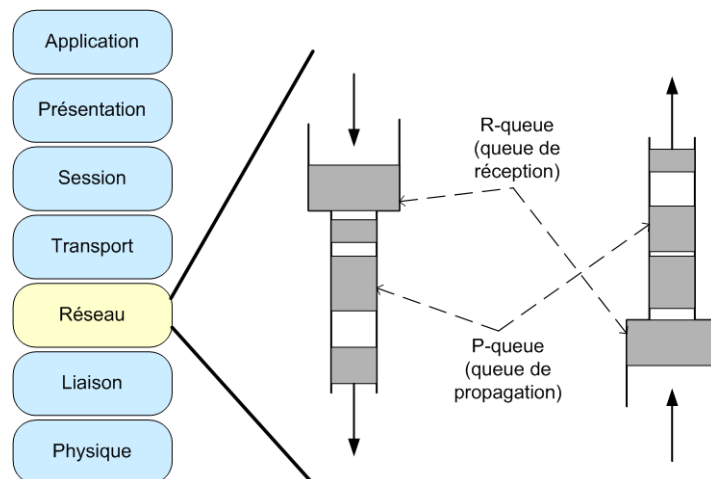 Application
Présentation
Session
Transport
Réseau
Liaison
Physique
R-queue
(queue de
réception)
P-queue
(queue de
propagation)